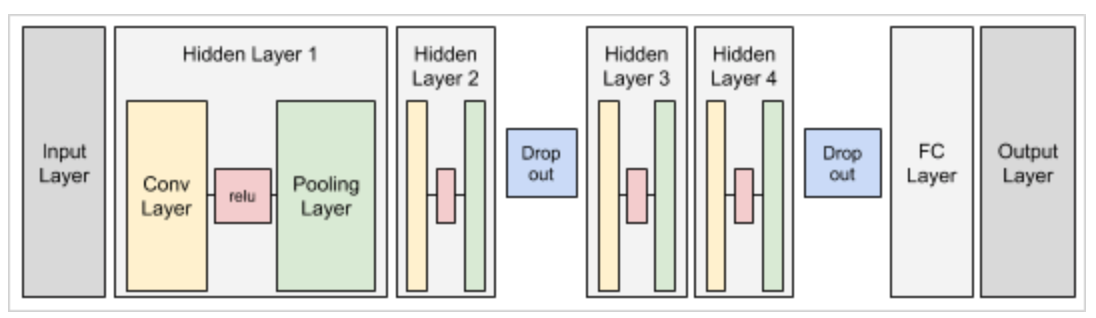 Input
Layer
Hidden Layer 1
Conv
Layer
relu
Pooling
Layer
Hidden
Layer 2
Drop
out
Hidden
Layer 3
Hidden
Layer 4
Drop
out
FC
Layer
Output
Layer